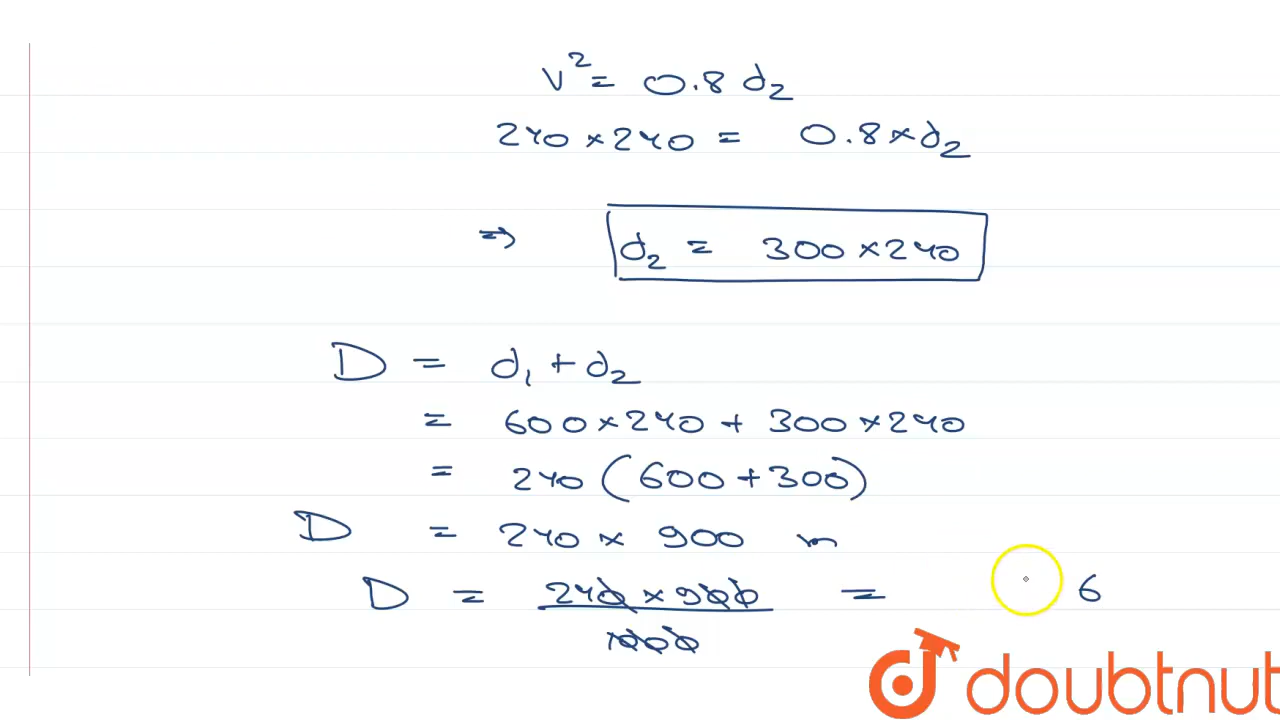 v² = 0.8 d₂
240 × 240 = 0.8 × d₂
⇒ d₂ = 300 × 240
D = d₁ + d₂
= 600 × 240 + 300 × 240
= 240 (600 + 300)
D = 240 × 900 m
D = 240 × 900 / 1000 = 6
doubtnut